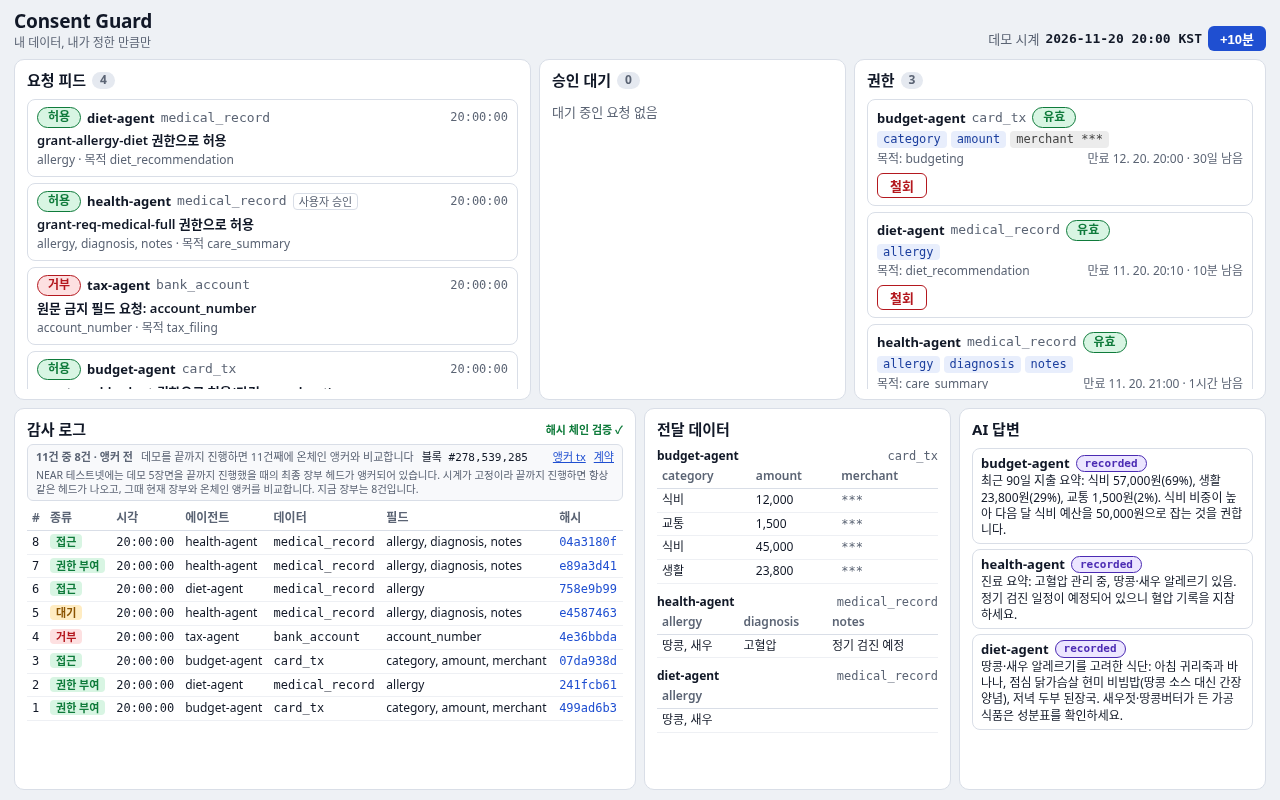 Consent Guard
내 데이터, 내가 정한 만큼만
데모 시계 2026-11-20 20:00 KST +10분
요청 피드 4
허용 diet-agent medical_record 20:00:00
grant-allergy-diet 권한으로 허용
allergy · 목적 diet_recommendation
허용 health-agent medical_record 사용자 승인 20:00:00
grant-req-medical-full 권한으로 허용
allergy, diagnosis, notes · 목적 care_summary
거부 tax-agent bank_account 20:00:00
원문 금지 필드 요청: account_number
account_number · 목적 tax_filing
허용 budget-agent card_tx 20:00:00
승인 대기 0
대기 중인 요청 없음
권한 3
budget-agent card_tx 유효
category amount merchant ***
목적: budgeting 만료 12. 20. 20:00 · 30일 남음
철회
diet-agent medical_record 유효
allergy
목적: diet_recommendation 만료 11. 20. 20:10 · 10분 남음
철회
health-agent medical_record 유효
allergy diagnosis notes
목적: care_summary 만료 11. 20. 21:00 · 1시간 남음
감사 로그 해시 체인 검증 ✓
11건 중 8건 · 앵커 전 데모를 끝까지 진행하면 11건째에 온체인 앵커와 비교합니다 블록 #278,539,285 앵커 tx 계약
NEAR 테스트넷에는 데모 5장면을 끝까지 진행했을 때의 최종 장부 헤드가 앵커되어 있습니다. 시계가 고정이라 끝까지 진행하면 항상
같은 헤드가 나오고, 그때 현재 장부와 온체인 앵커를 비교합니다. 지금 장부는 8건입니다.
# 종류 시각 에이전트 데이터 필드 해시
8 접근 20:00:00 health-agent medical_record allergy, diagnosis, notes 04a3180f
7 권한 부여 20:00:00 health-agent medical_record allergy, diagnosis, notes e89a3d41
6 접근 20:00:00 diet-agent medical_record allergy 758e9b99
5 대기 20:00:00 health-agent medical_record allergy, diagnosis, notes e4587463
4 거부 20:00:00 tax-agent bank_account account_number 4e36bbda
3 접근 20:00:00 budget-agent card_tx category, amount, merchant 07da938d
2 권한 부여 20:00:00 diet-agent medical_record allergy 241fcb61
1 권한 부여 20:00:00 budget-agent card_tx category, amount, merchant 499ad6b3
전달 데이터
budget-agent card_tx
category amount merchant
식비 12,000 ***
교통 1,500 ***
식비 45,000 ***
생활 23,800 ***
health-agent medical_record
allergy diagnosis notes
땅콩, 새우 고혈압 정기 검진 예정
diet-agent medical_record
allergy
땅콩, 새우
AI 답변
budget-agent recorded
최근 90일 지출 요약: 식비 57,000원(69%), 생활
23,800원(29%), 교통 1,500원(2%). 식비 비중이 높
아 다음 달 식비 예산을 50,000원으로 잡는 것을 권합
니다.
health-agent recorded
진료 요약: 고혈압 관리 중, 땅콩·새우 알레르기 있음.
정기 검진 일정이 예정되어 있으니 혈압 기록을 지참
하세요.
diet-agent recorded
땅콩·새우 알레르기를 고려한 식단: 아침 귀리죽과 바
나나, 점심 닭가슴살 현미 비빔밥(땅콩 소스 대신 간장
양념), 저녁 두부 된장국. 새우젓·땅콩버터가 든 가공
식품은 성분표를 확인하세요.